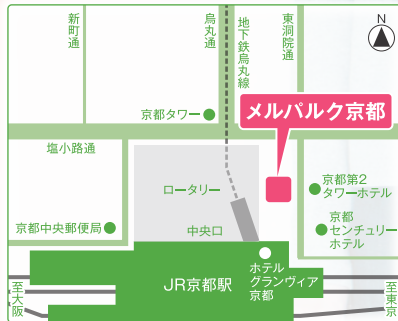 新町通
烏丸通
地下鉄烏丸線
東洞院通
N
京都タワー
メルパルク京都
塩小路通
ロータリー
京都第2
タワーホテル
京都中央郵便局
中央口
京都
センチュリー
ホテル
JR京都駅
ホテル
グランヴィア
京都
至大阪
至東京